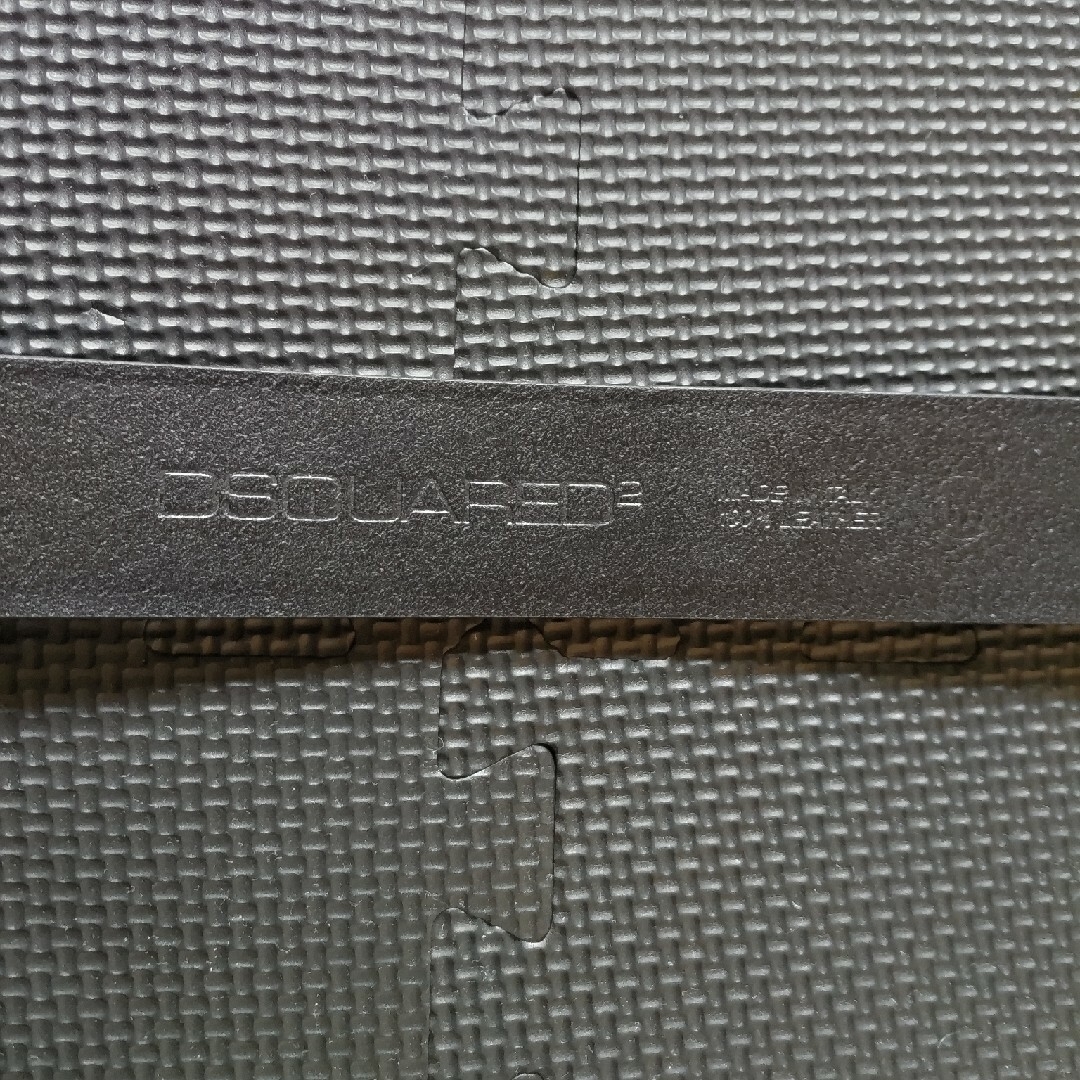 DSQUARED2
MADE IN ITALY
100% LEATHER